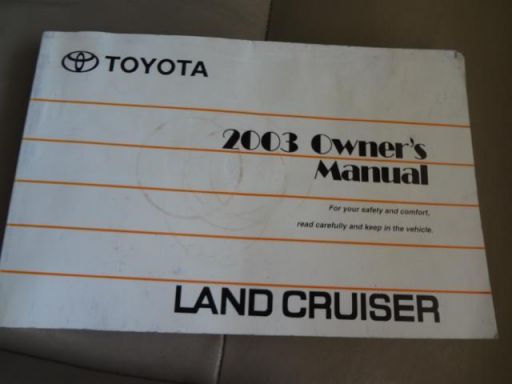 TOYOTA
2003 Owner's
Manual
For your safety and comfort,
read carefully and keep in the vehicle.
LAND CRUISER